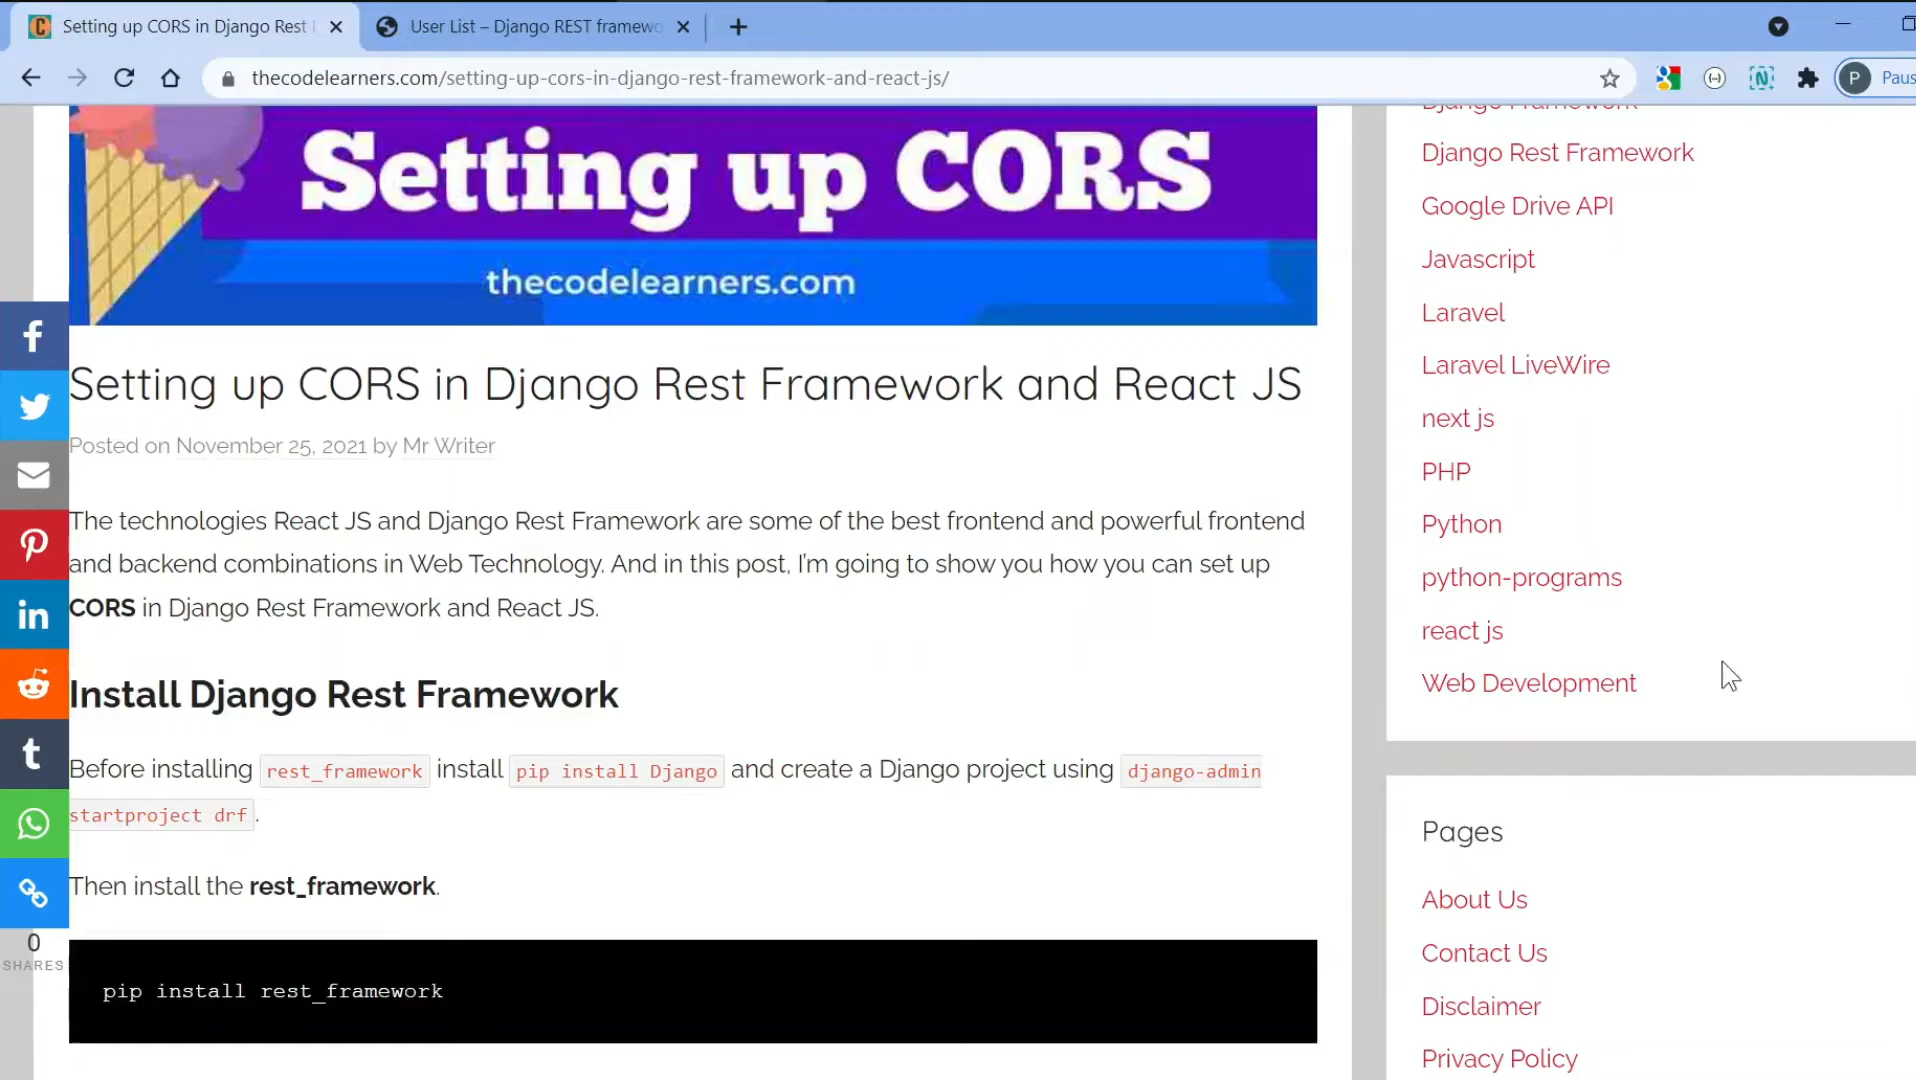 Setting up CORS in Django Rest
User List – Django REST framewo
thecodelearners.com/setting-up-cors-in-django-rest-framework-and-react-js/
P
Paus
Setting up CORS
thecodelearners.com
Setting up CORS in Django Rest Framework and React JS
Posted on November 25, 2021 by Mr Writer
The technologies React JS and Django Rest Framework are some of the best frontend and powerful frontend
and backend combinations in Web Technology. And in this post, I'm going to show you how you can set up
CORS in Django Rest Framework and React JS.
Install Django Rest Framework
Before installing rest_framework install pip install Django and create a Django project using django-admin
startproject drf.
Then install the rest_framework.
pip install rest_framework
0
SHARES
Django Framework
Django Rest Framework
Google Drive API
Javascript
Laravel
Laravel LiveWire
next js
PHP
Python
python-programs
react js
Web Development
Pages
About Us
Contact Us
Disclaimer
Privacy Policy